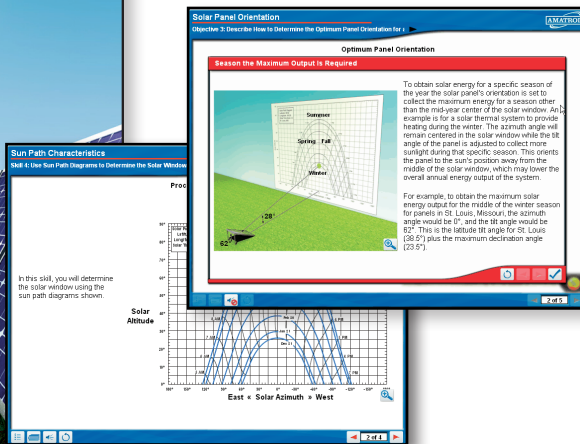 Solar Panel Orientation
AMATROL
Objective 3: Describe How to Determine the Optimum Panel Orientation for
Optimum Panel Orientation
Season the Maximum Output Is Required
To obtain solar energy for a specific season of
the year the solar panel's orientation is set to
collect the maximum energy for a season other
than the mid-year center of the solar window. An
example is for a solar thermal system to provide
heating during the winter. The azimuth angle will
remain centered in the solar window while the tilt
angle of the panel is adjusted to collect more
sunlight during that specific season. This orients
the panel to the sun's position away from the
middle of the solar window, which may lower the
overall annual energy output of the system.
For example, to obtain the maximum solar
energy output for the middle of the winter season
for panels in St. Louis, Missouri, the azimuth
angle would be 0°, and the tilt angle would be
62°. This is the latitude tilt angle for St. Louis
(38.5°) plus the maximum declination angle
(23.5°).
Summer
Spring Fall
Winter
28°
62°
2 of 5
Sun Path Characteristics
Skill 4: Use Sun Path Diagrams to Determine the Solar Window
Proc
In this skill, you will determine
the solar window using the
sun path diagrams shown.
Solar
Altitude
90°
80°
70°
60°
50°
40°
30°
20°
10°
East « Solar Azimuth » West
2 of 4